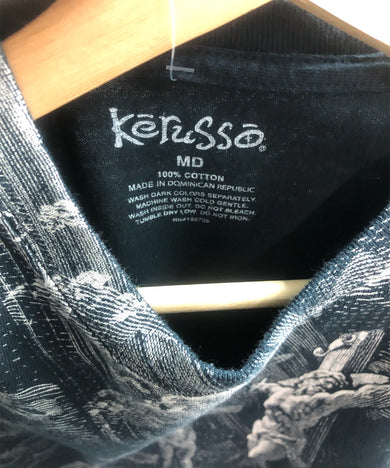 kerusso®
MD
100% COTTON
MADE IN DOMINICAN REPUBLIC
WASH DARK COLORS SEPARATELY.
MACHINE WASH COLD GENTLE.
WASH INSIDE OUT. DO NOT BLEACH.
TUMBLE DRY LOW. DO NOT IRON.